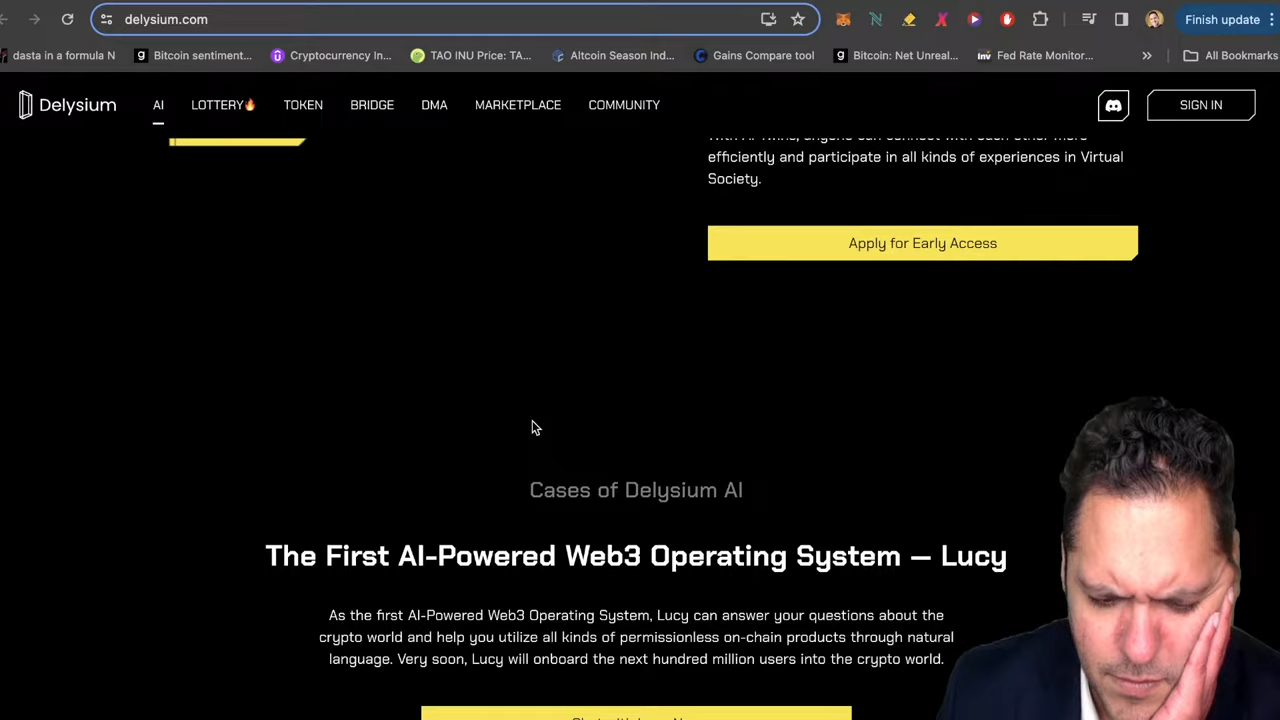 delysium.com
Finish update
dasta in a formula N
Bitcoin sentiment...
Cryptocurrency In...
TAO INU Price: TA...
Altcoin Season Ind...
Gains Compare tool
Bitcoin: Net Unreal...
Fed Rate Monitor...
All Bookmarks
Delysium
AI
LOTTERY🔥
TOKEN
BRIDGE
DMA
MARKETPLACE
COMMUNITY
SIGN IN
efficiently and participate in all kinds of experiences in Virtual
Society.
Apply for Early Access
Cases of Delysium AI
The First AI-Powered Web3 Operating System — Lucy
As the first AI-Powered Web3 Operating System, Lucy can answer your questions about the
crypto world and help you utilize all kinds of permissionless on-chain products through natural
language. Very soon, Lucy will onboard the next hundred million users into the crypto world.